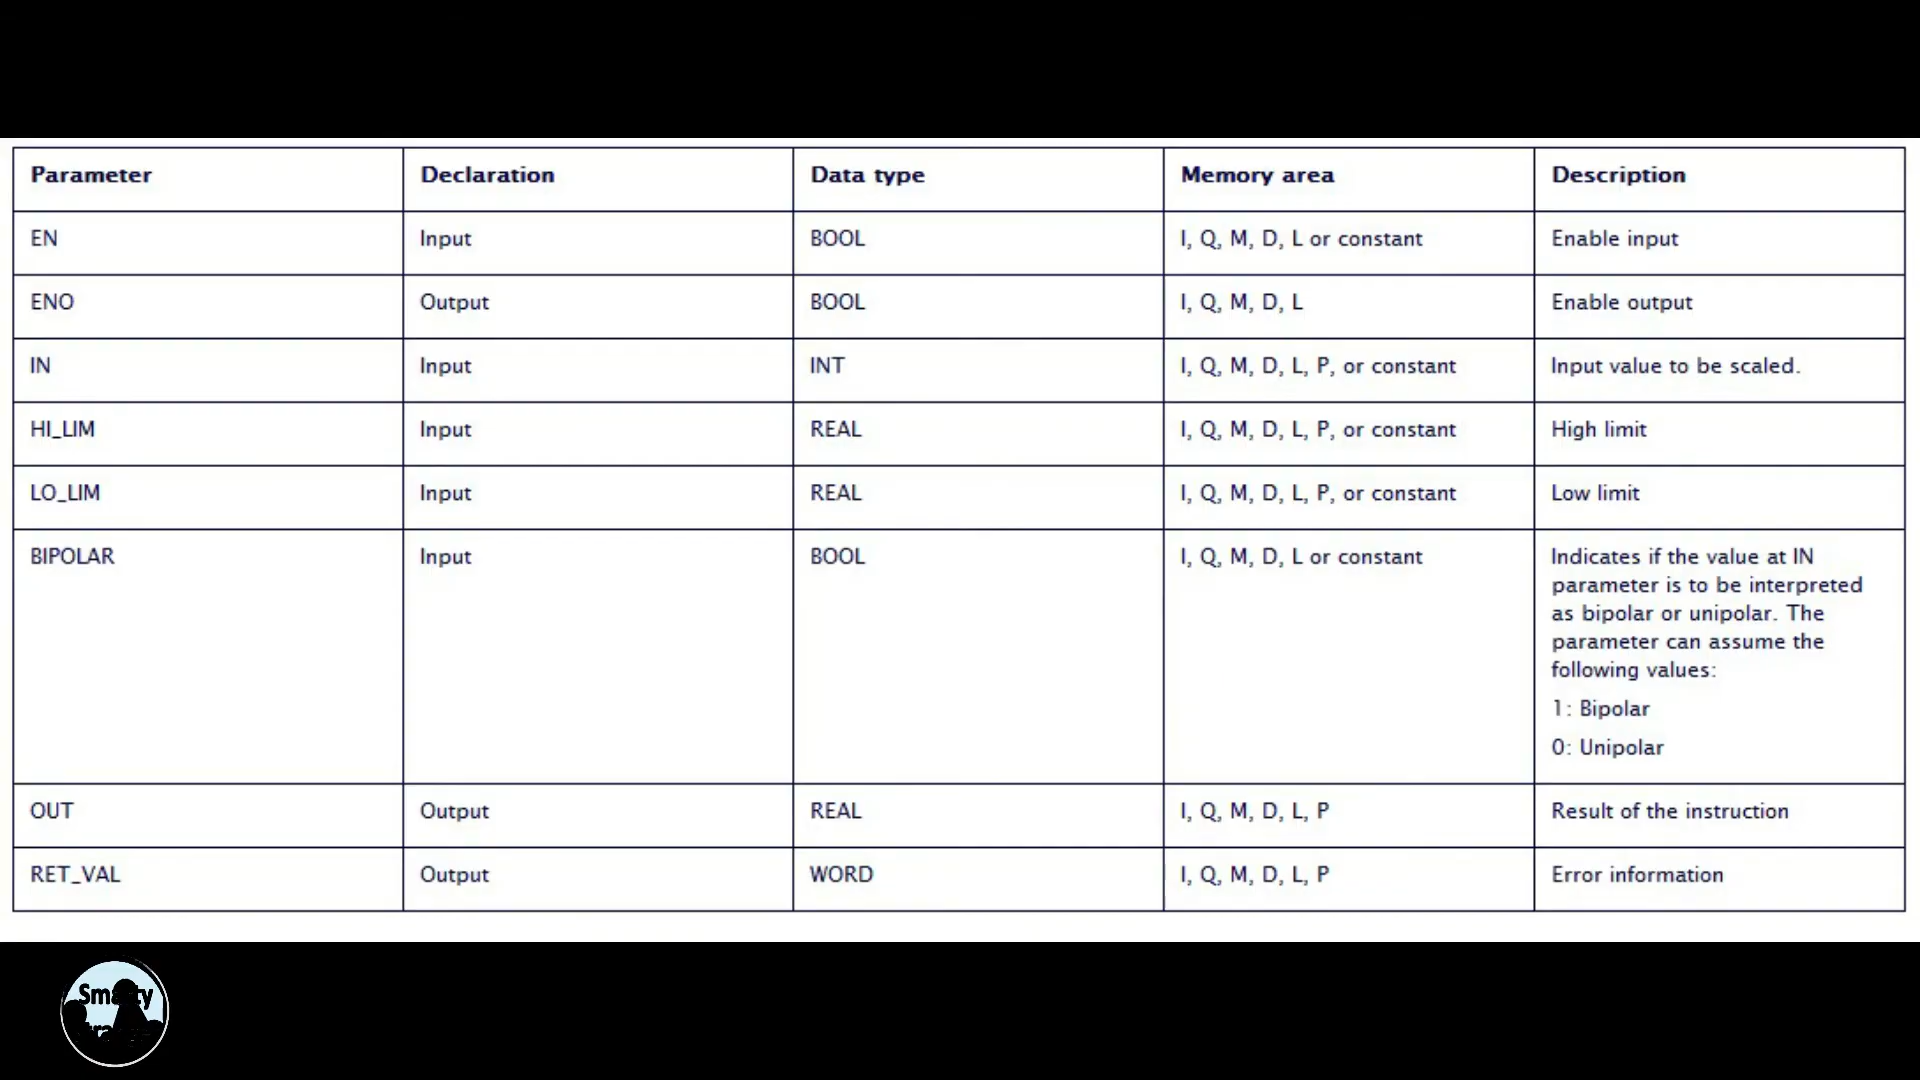 Parameter Declaration Data type Memory area Description
EN Input BOOL I, Q, M, D, L or constant Enable input
ENO Output BOOL I, Q, M, D, L Enable output
IN Input INT I, Q, M, D, L, P, or constant Input value to be scaled.
HI_LIM Input REAL I, Q, M, D, L, P, or constant High limit
LO_LIM Input REAL I, Q, M, D, L, P, or constant Low limit
BIPOLAR Input BOOL I, Q, M, D, L or constant Indicates if the value at IN
parameter is to be interpreted
as bipolar or unipolar. The
parameter can assume the
following values:
1: Bipolar
0: Unipolar
OUT Output REAL I, Q, M, D, L, P Result of the instruction
RET_VAL Output WORD I, Q, M, D, L, P Error information